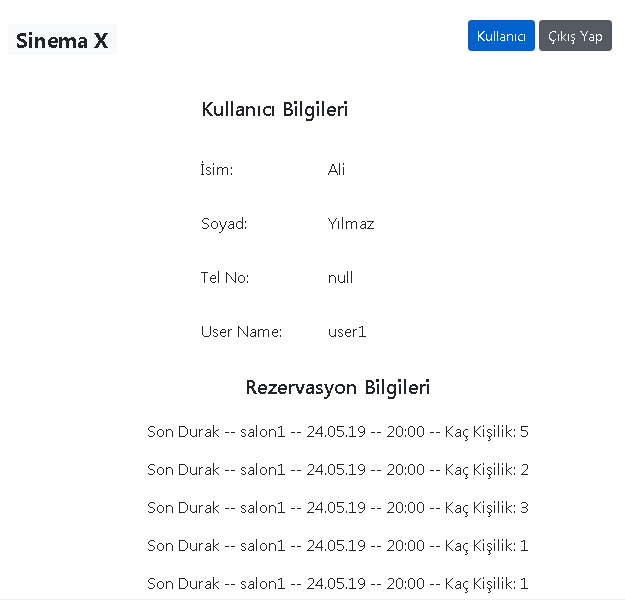 Sinema X
Kullanıcı Çıkış Yap
Kullanıcı Bilgileri
İsim: Ali
Soyad: Yılmaz
Tel No: null
User Name: user1
Rezervasyon Bilgileri
Son Durak -- salon1 -- 24.05.19 -- 20:00 -- Kaç Kişilik: 5
Son Durak -- salon1 -- 24.05.19 -- 20:00 -- Kaç Kişilik: 2
Son Durak -- salon1 -- 24.05.19 -- 20:00 -- Kaç Kişilik: 3
Son Durak -- salon1 -- 24.05.19 -- 20:00 -- Kaç Kişilik: 1
Son Durak -- salon1 -- 24.05.19 -- 20:00 -- Kaç Kişilik: 1